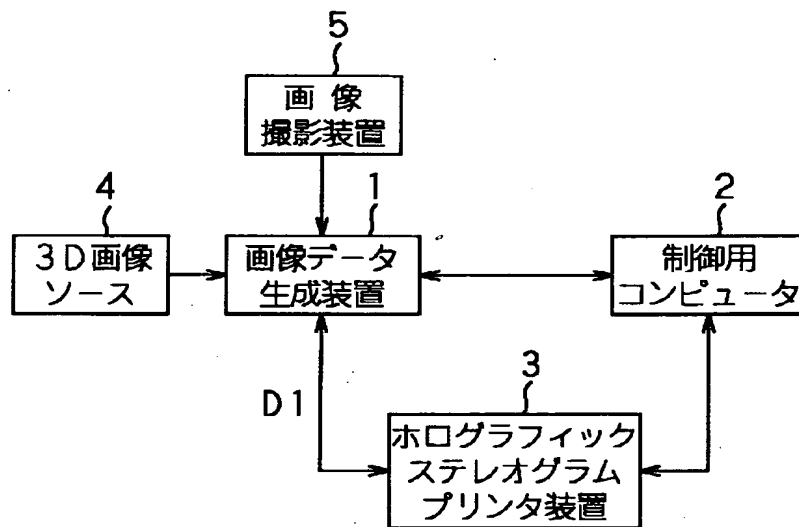 5
画像
撮影装置
4
3D画像
ソース
1
画像データ
生成装置
2
制御用
コンピュータ
D1
3
ホログラフィック
ステレオグラム
プリンタ装置